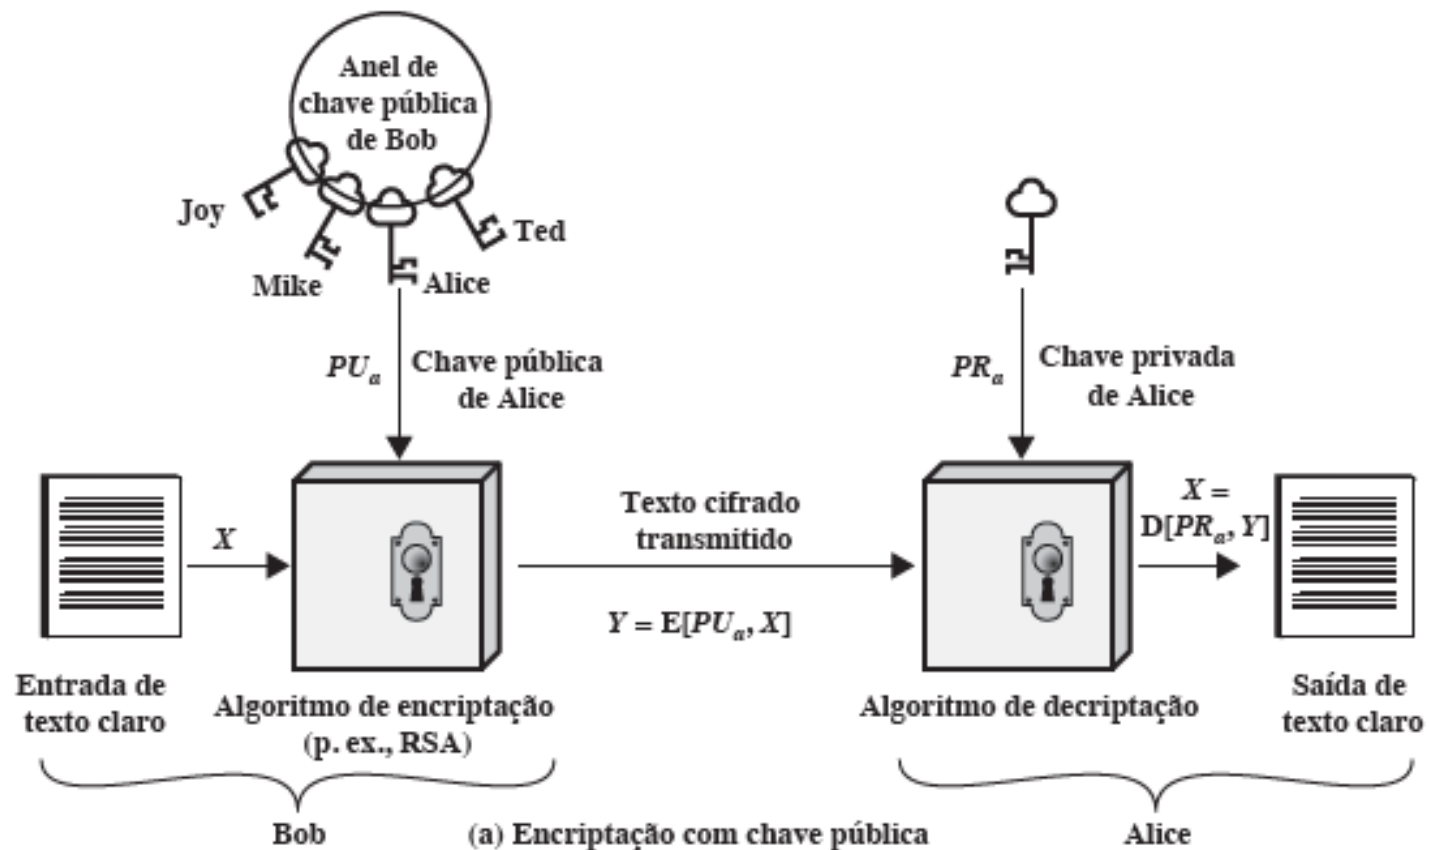 Anel de
chave pública
de Bob
Joy
Mike
Alice
Ted
PUa
Chave pública
de Alice
PRa
Chave privada
de Alice
X
Texto cifrado
transmitido
Y = E[PUa, X]
X =
D[PRa, Y]
Entrada de
texto claro
Algoritmo de encriptação
(p. ex., RSA)
Algoritmo de decriptação
Saída de
texto claro
Bob
(a) Encriptação com chave pública
Alice